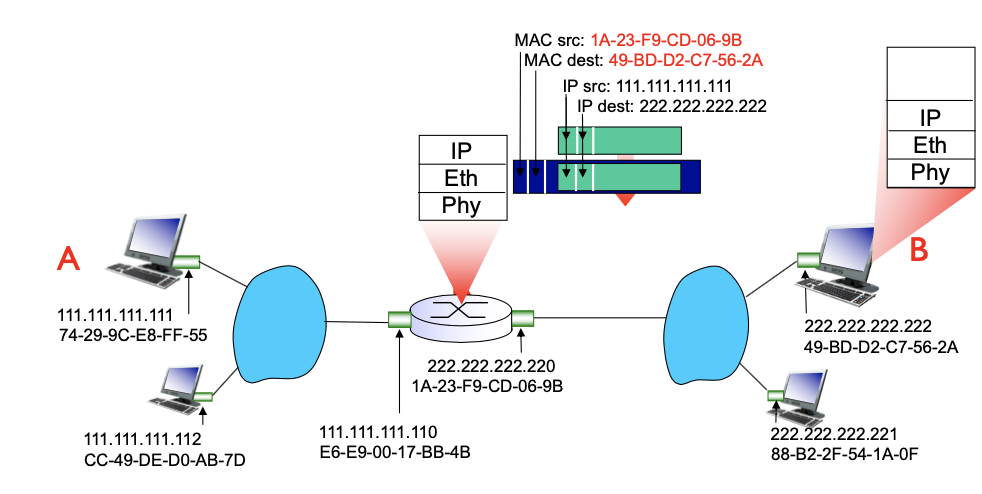 MAC src: 1A-23-F9-CD-06-9B
MAC dest: 49-BD-D2-C7-56-2A
IP src: 111.111.111.111
IP dest: 222.222.222.222
IP
Eth
Phy
IP
Eth
Phy
A
B
111.111.111.111
74-29-9C-E8-FF-55
222.222.222.222
49-BD-D2-C7-56-2A
222.222.222.220
1A-23-F9-CD-06-9B
111.111.111.112
CC-49-DE-D0-AB-7D
111.111.111.110
E6-E9-00-17-BB-4B
222.222.222.221
88-B2-2F-54-1A-0F